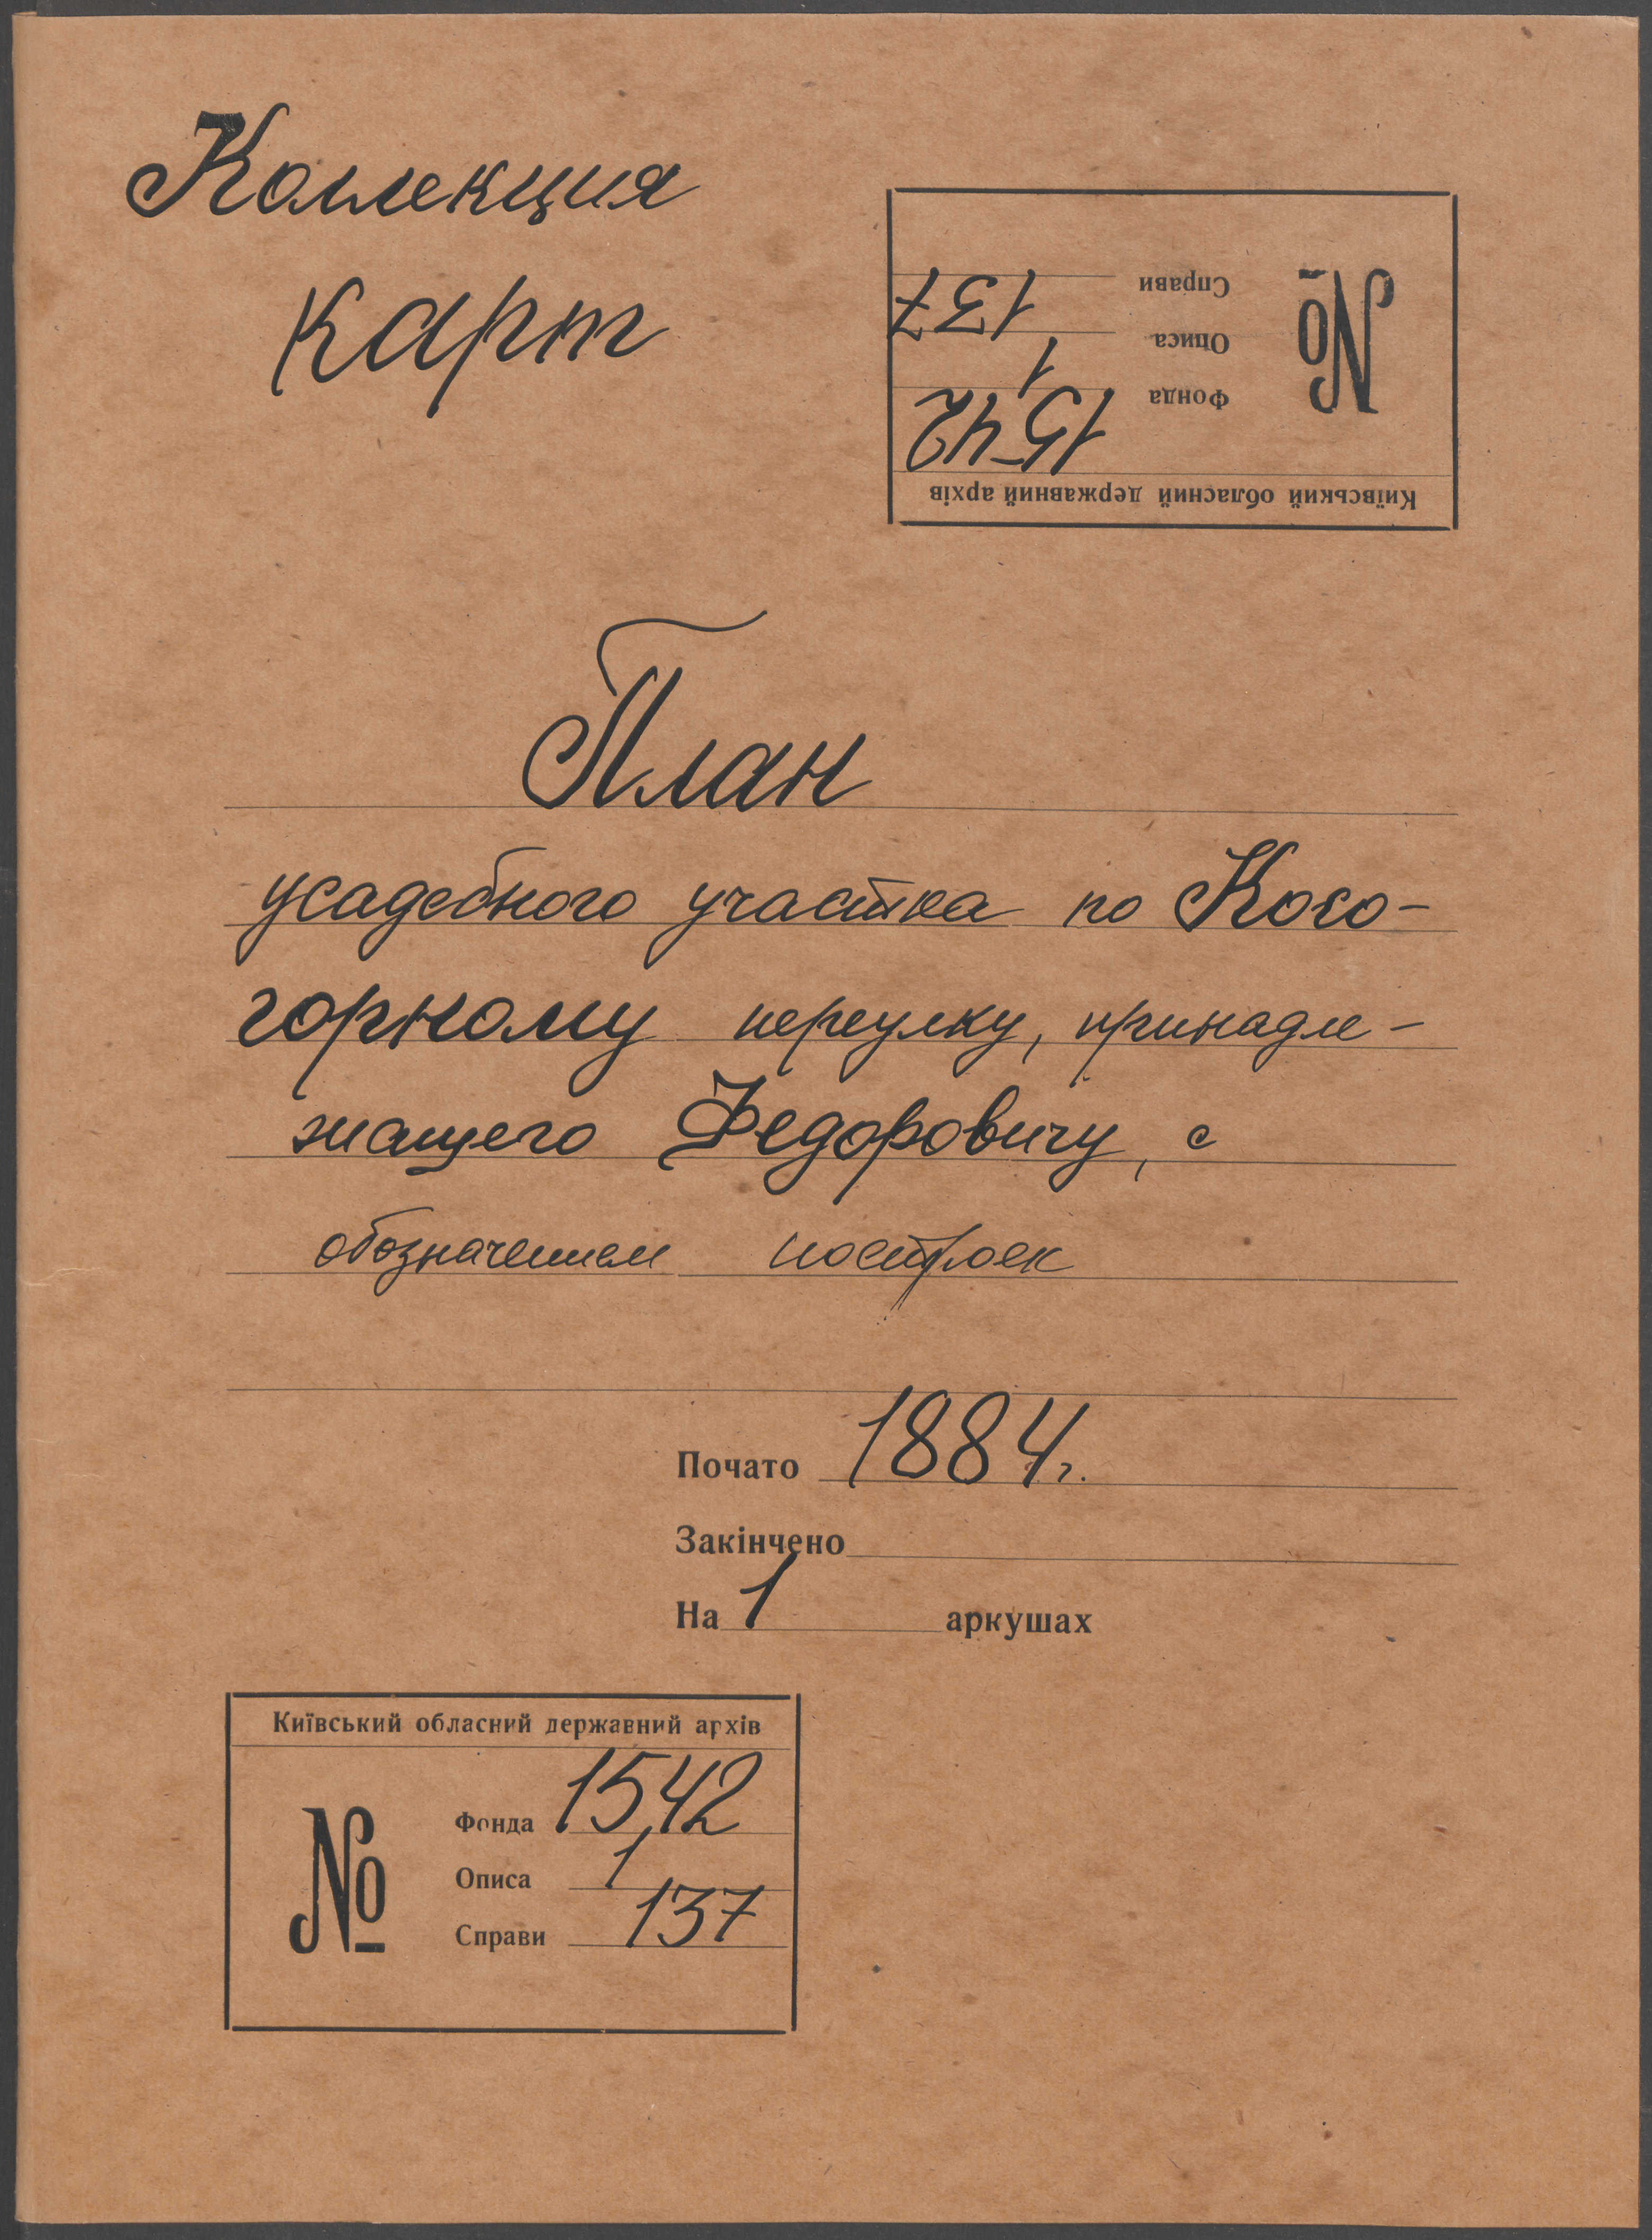 Коллекция
карт
Київський обласний державний архів
№
Фонда 1542
Описа 1
Справи 137
План
усадебного участка по Кого-
горному переулку, принадле-
жащего Федоровичу, с
обозначением построек
Почато 1884 г.
Закінчено
На 1 аркушах
Київський обласний державний архів
№
Фонда 1542
Описа 1
Справи 137